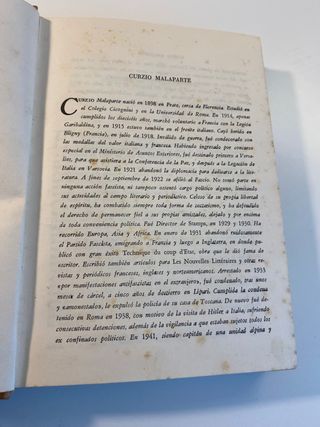 CURZIO MALAPARTE
CURZIO Malaparte nació en 1898 en Prato, cerca de Florencia. Estudió en
el Colegio Cicognini y en la Universidad de Roma. En 1914, apenas
cumplidos los dieciséis años, marchó voluntario a Francia con la Legión
Garibaldina, y en 1915 estuvo también en el frente italiano. Cayó herido en
Bligny (Francia), en julio de 1918. Invalido de guerra, fué condecorado con
las medallas del valor italiana y francesa. Habiendo ingresado por concurso
especial en el Ministerio de Asuntos Exteriores, fué destinado primero a Versa-
lles, para que asistiera a la Conferencia de la Paz, y después a la Legación de
Italia en Varsovia. En 1921 abandonó la diplomacia para dedicarse a la lite-
ratura. A fines de septiembre de 1922 se afilió al Fascio. No tomó parte en
ninguna acción fascista, ni tampoco ostentó cargo político alguno, limitando
sus actividades al campo literario y periodístico. Celoso de su propia libertad
de espíritu, ha combatido siempre toda forma de sectarismo, y ha defendido
el derecho de permanecer fiel a sus propias amistades, alejado y por encima
de toda conveniencia política. Fué Director de Stampa, en 1929 y 1930. Ha
recorrido Europa, Asia y Africa. En enero de 1931 abandonó ruidosamente
el Partido Fascista, emigrando a Francia y luego a Inglaterra, en donde publi-
có con gran éxito Technique du coup d'Etat, obra que le dió fama de
escritor. Escribió también artículos para Les Nouvelles Littéraires y otras re-
vistas y periódicos franceses, ingleses y norteamericanos. Arrestado en 1933
«por manifestaciones antifascistas en el extranjero», fué condenado, tras unos
meses de cárcel, a cinco años de destierro en Lípari. Cumplida la condena
y «amonestado», le expulsó la policía de su casa de Toscana. De nuevo fué de-
tenido en Roma en 1938, con motivo de la visita de Hitler a Italia, sufriendo
consecutivas detenciones, además de la vigilancia a que estaban sujetos todos los
ex confinados políticos. En 1941, siendo capitán de una unidad alpina y